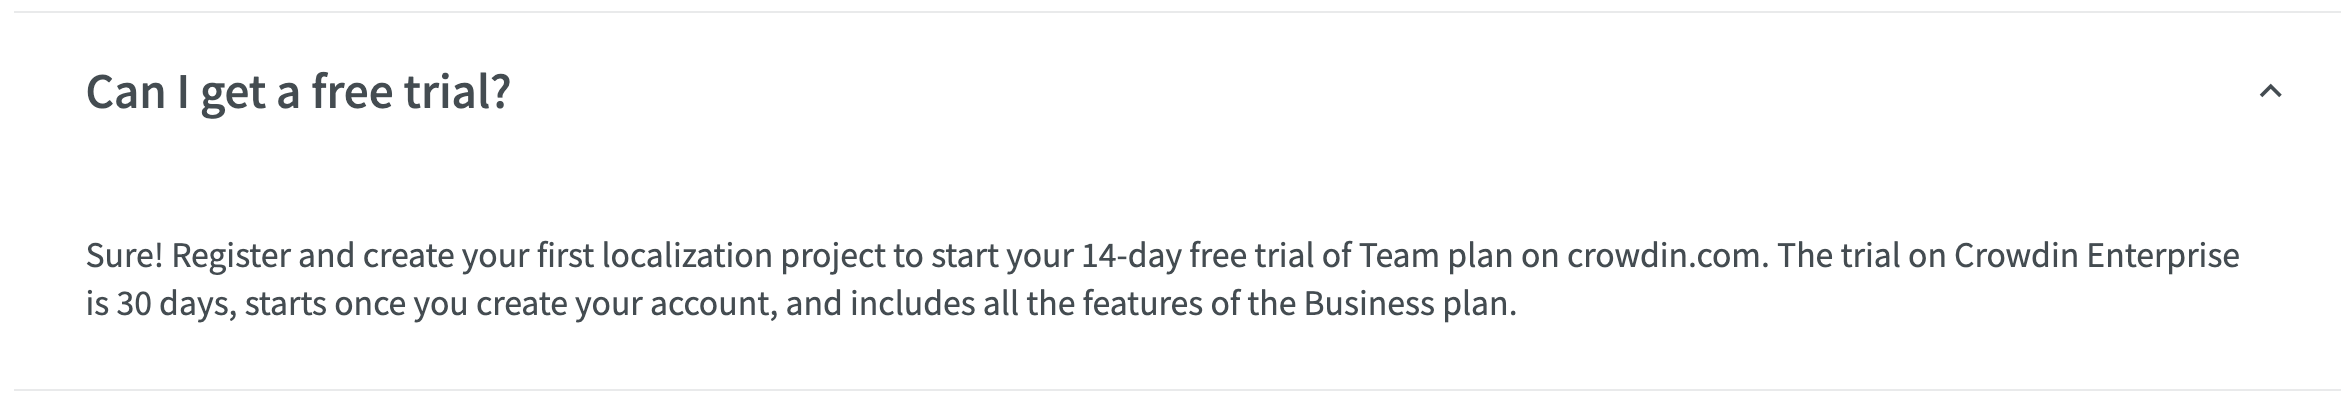 Can I get a free trial?
Sure! Register and create your first localization project to start your 14-day free trial of Team plan on crowdin.com. The trial on Crowdin Enterprise
is 30 days, starts once you create your account, and includes all the features of the Business plan.